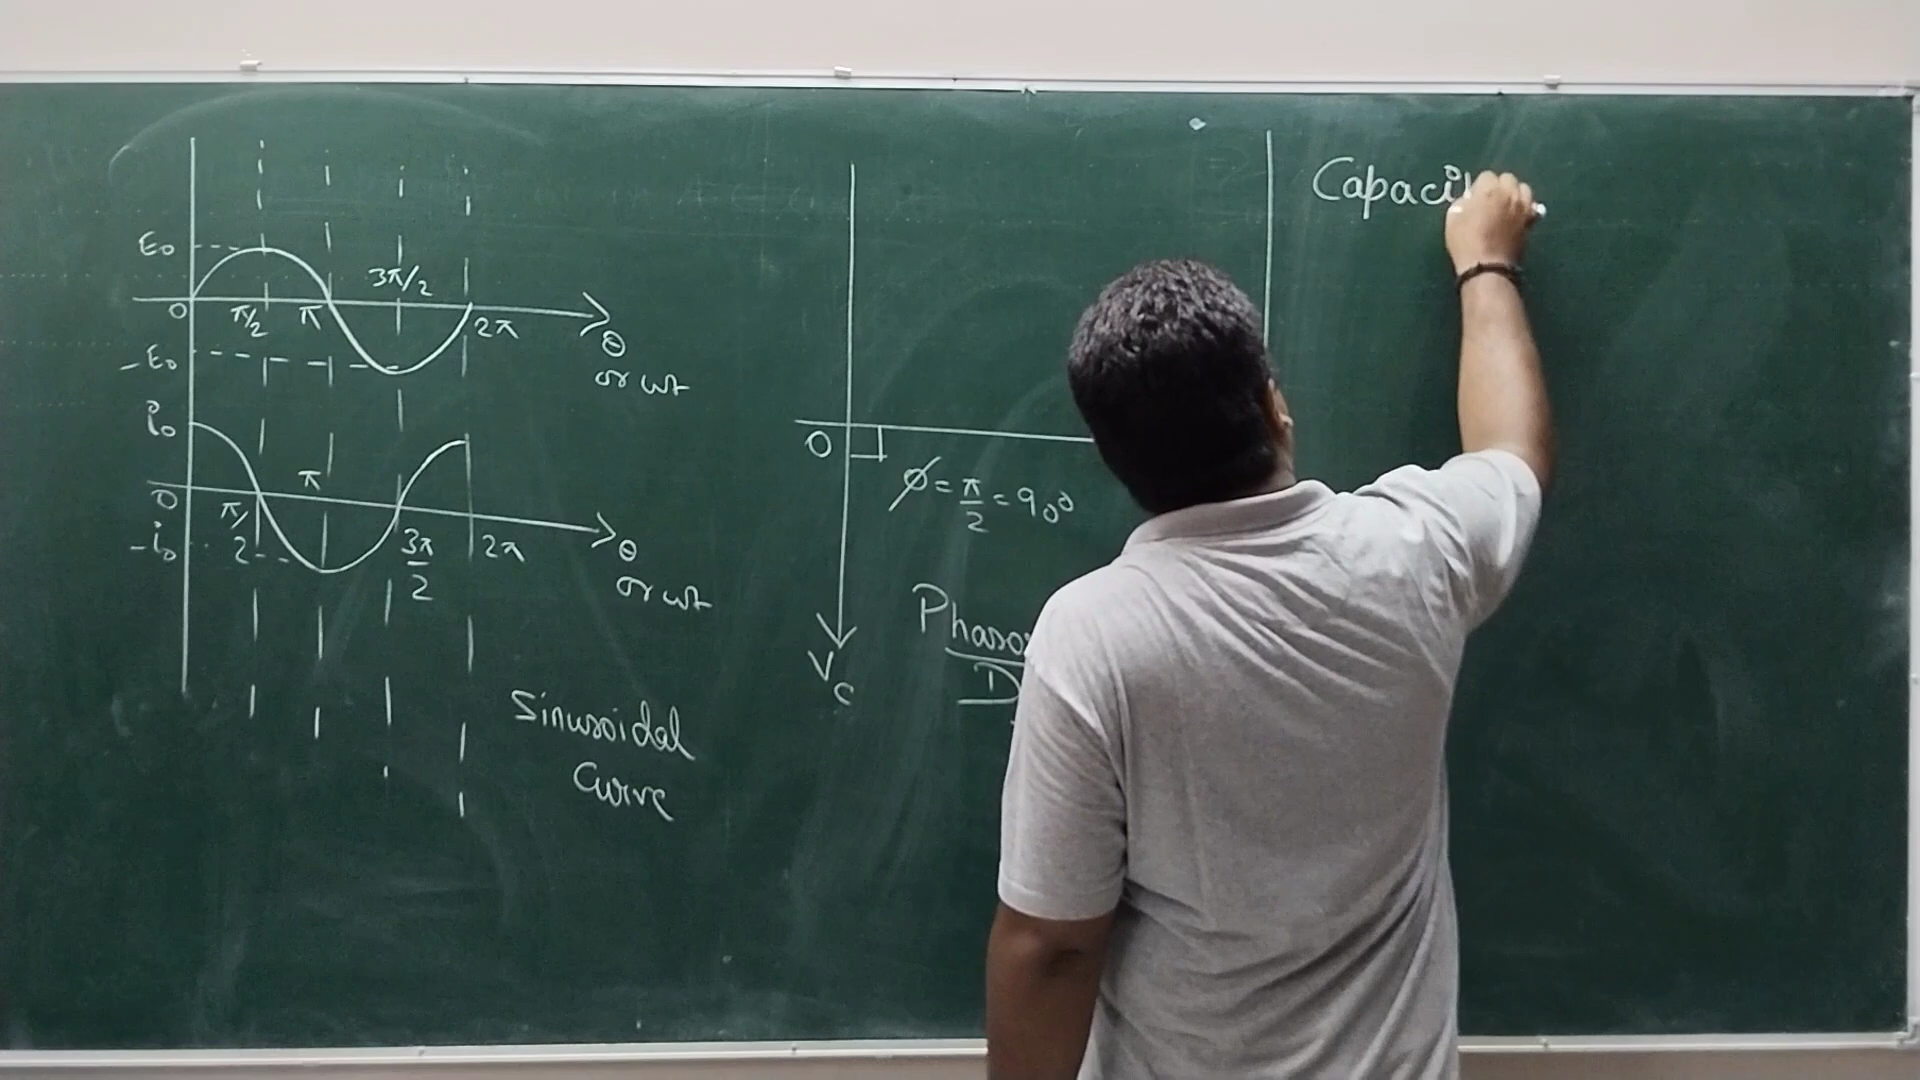 E₀
3π/2
0
π/2
π
2π
-E₀
θ
or ωt
i₀
π
0
π/2
-i₀
3π/2
2π
θ
or ωt
Sinusoidal
Curve
0
φ = π/2 = 90°
V_C